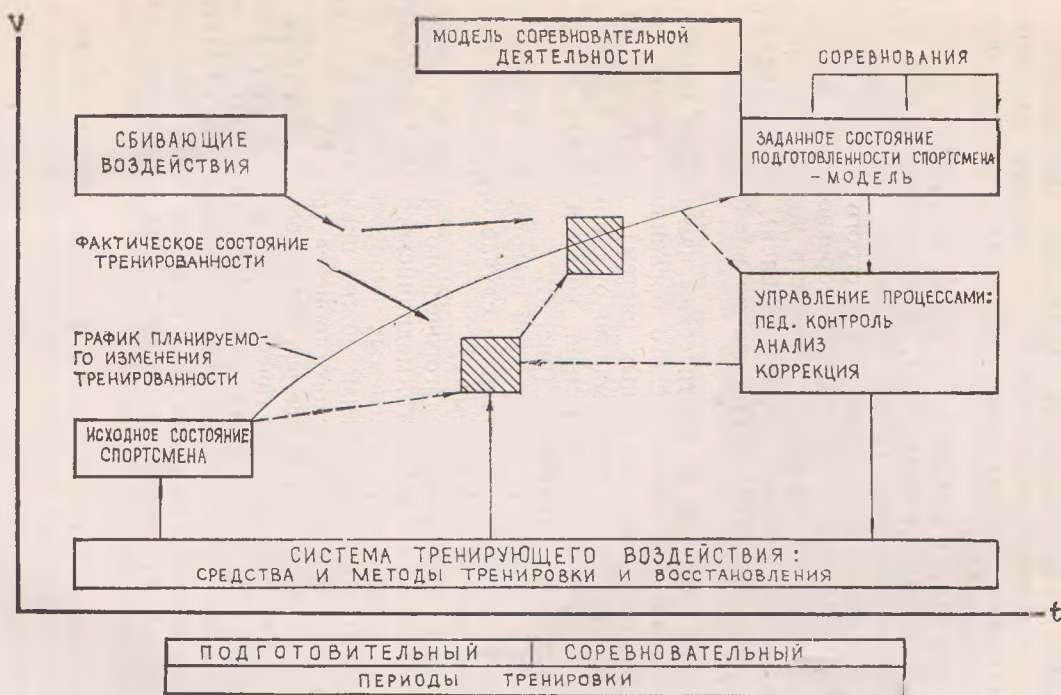 V
МОДЕЛЬ СОРЕВНОВАТЕЛЬНОЙ
ДЕЯТЕЛЬНОСТИ
СОРЕВНОВАНИЯ
СБИВАЮЩИЕ
ВОЗДЕЙСТВИЯ
ЗАДАННОЕ СОСТОЯНИЕ
ПОДГОТОВЛЕННОСТИ СПОРТСМЕНА
– МОДЕЛЬ
ФАКТИЧЕСКОЕ СОСТОЯНИЕ
ТРЕНИРОВАННОСТИ
УПРАВЛЕНИЕ ПРОЦЕССАМИ:
ПЕД. КОНТРОЛЬ
АНАЛИЗ
КОРРЕКЦИЯ
ГРАФИК ПЛАНИРУЕМО-
ГО ИЗМЕНЕНИЯ
ТРЕНИРОВАННОСТИ
ИСХОДНОЕ СОСТОЯНИЕ
СПОРТСМЕНА
СИСТЕМА ТРЕНИРУЮЩЕГО ВОЗДЕЙСТВИЯ:
СРЕДСТВА И МЕТОДЫ ТРЕНИРОВКИ И ВОССТАНОВЛЕНИЯ
t
ПОДГОТОВИТЕЛЬНЫЙ СОРЕВНОВАТЕЛЬНЫЙ
ПЕРИОДЫ ТРЕНИРОВКИ